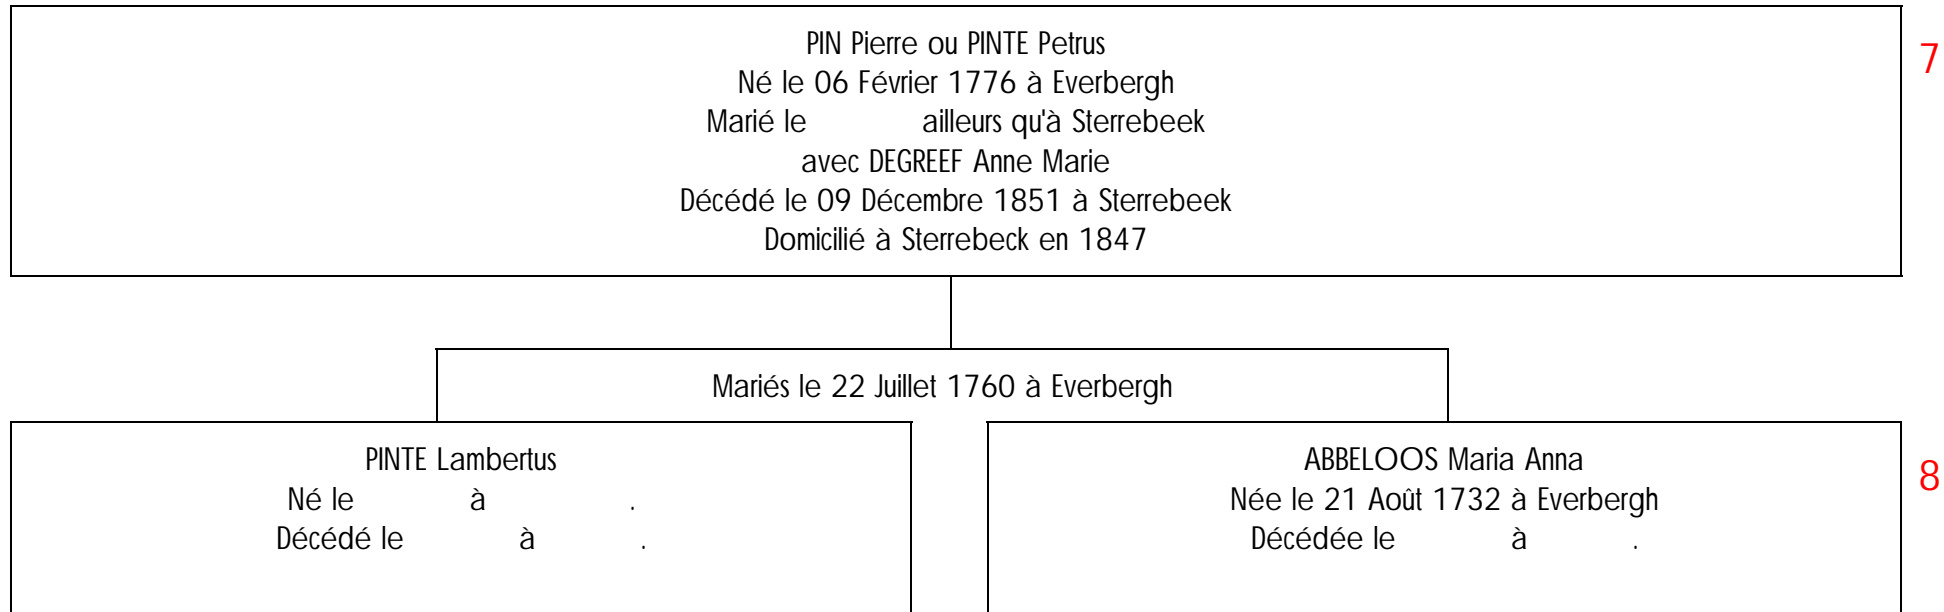 PIN Pierre ou PINTE Petrus
7
Né le 06 Février 1776 à Everbergh
Marié le ailleurs qu'à Sterrebeek
avec DEGREEF Anne Marie
Décédé le 09 Décembre 1851 à Sterrebeek
Domicilié à Sterrebeck en 1847
Mariés le 22 Juillet 1760 à Everbergh
PINTE Lambertus
Né le à .
Décédé le à .
ABBELOOS Maria Anna
Née le 21 Août 1732 à Everbergh
Décédée le à .
8